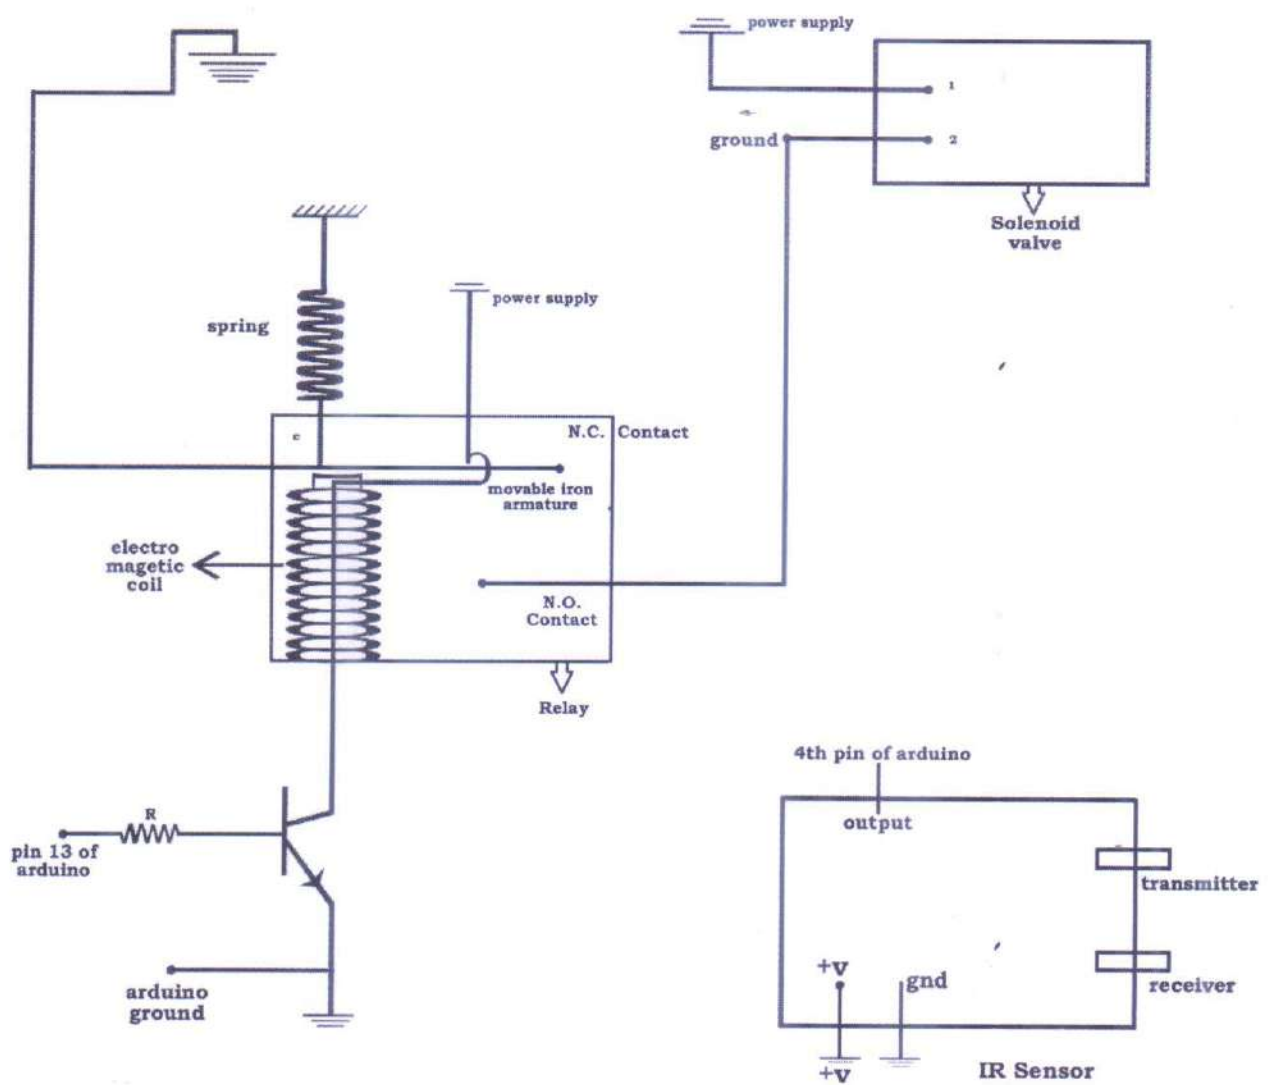 power supply
1
ground
2
Solenoid
valve
power supply
spring
c
N.C. Contact
movable iron
armature
electro
magetic
coil
N.O.
Contact
Relay
4th pin of arduino
R
output
pin 13 of
arduino
transmitter
+v
gnd
receiver
arduino
ground
+v
IR Sensor